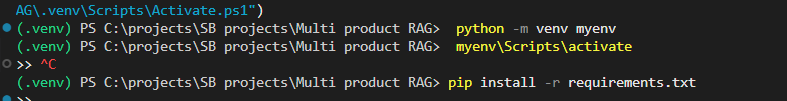 AG\.venv\Scripts\Activate.ps1")
(.venv) PS C:\projects\SB projects\Multi product RAG>  python -m venv myenv
(.venv) PS C:\projects\SB projects\Multi product RAG>  myenv\Scripts\activate
>> ^C
(.venv) PS C:\projects\SB projects\Multi product RAG> pip install -r requirements.txt
>>